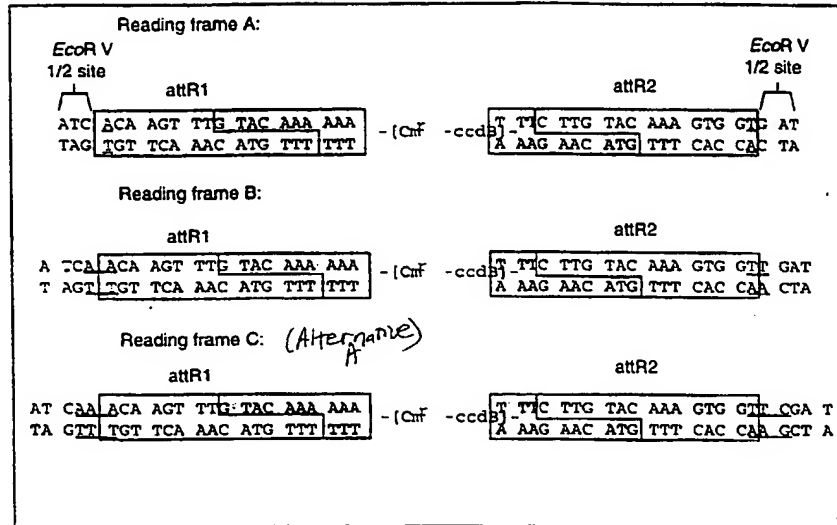 Reading frame A:
EcoR V EcoR V
1/2 site 1/2 site
attR1 attR2
ATC ACA AGT TTG TAC AAA AAA -[Cmr -ccdB]- T TTC TTG TAC AAA GTG GTG AT
TAG TGT TCA AAC ATG TTT TTT A AAG AAC ATG TTT CAC CAC TA
Reading frame B:
attR1 attR2
A TCA ACA AGT TTG TAC AAA AAA -[Cmr -ccdB]- T TTC TTG TAC AAA GTG GTT GAT
T AGT TGT TCA AAC ATG TTT TTT A AAG AAC ATG TTT CAC CAA CTA
Reading frame C: (Alternative A)
attR1 attR2
AT CAA ACA AGT TTG TAC AAA AAA -[Cmr -ccdB]- T TTC TTG TAC AAA GTG GTT CGA T
TA GTT TGT TCA AAC ATG TTT TTT A AAG AAC ATG TTT CAC CAA GCT A